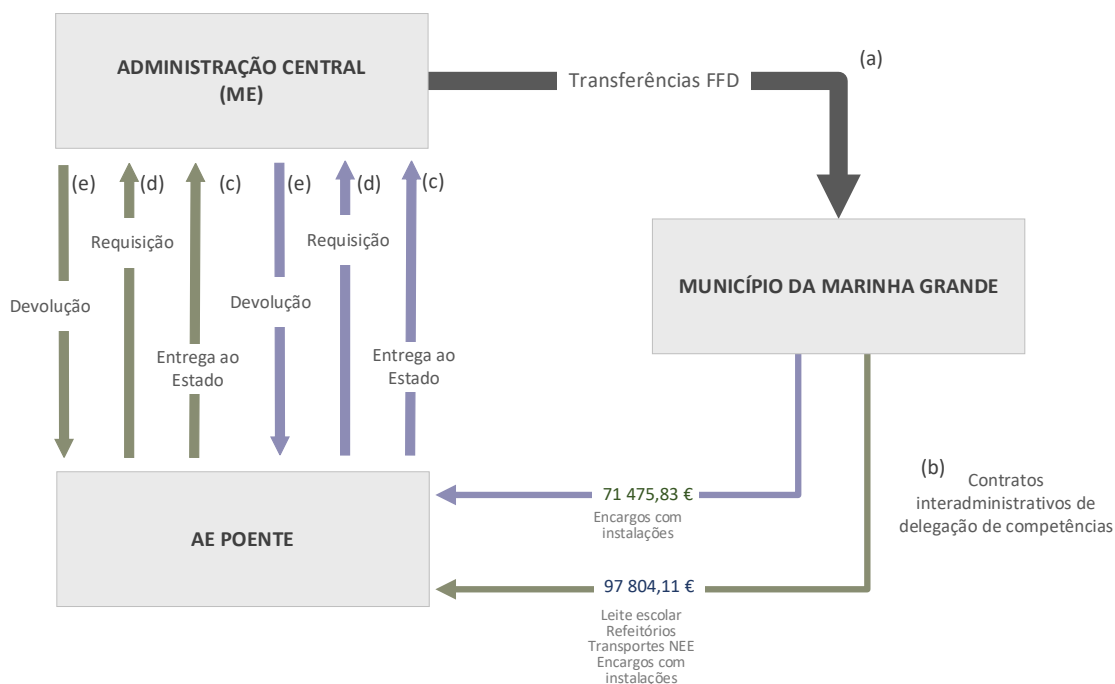 ADMINISTRAÇÃO CENTRAL
(ME)
Transferências FFD
(a)
(e)
(d)
(c)
(e)
(d)
(c)
Requisição
Requisição
Devolução
Devolução
Entrega ao
Estado
Entrega ao
Estado
MUNICÍPIO DA MARINHA GRANDE
(b)
Contratos
interadministrativos de
delegação de competências
71 475,83 €
Encargos com
instalações
AE POENTE
97 804,11 €
Leite escolar
Refeitórios
Transportes NEE
Encargos com
instalações